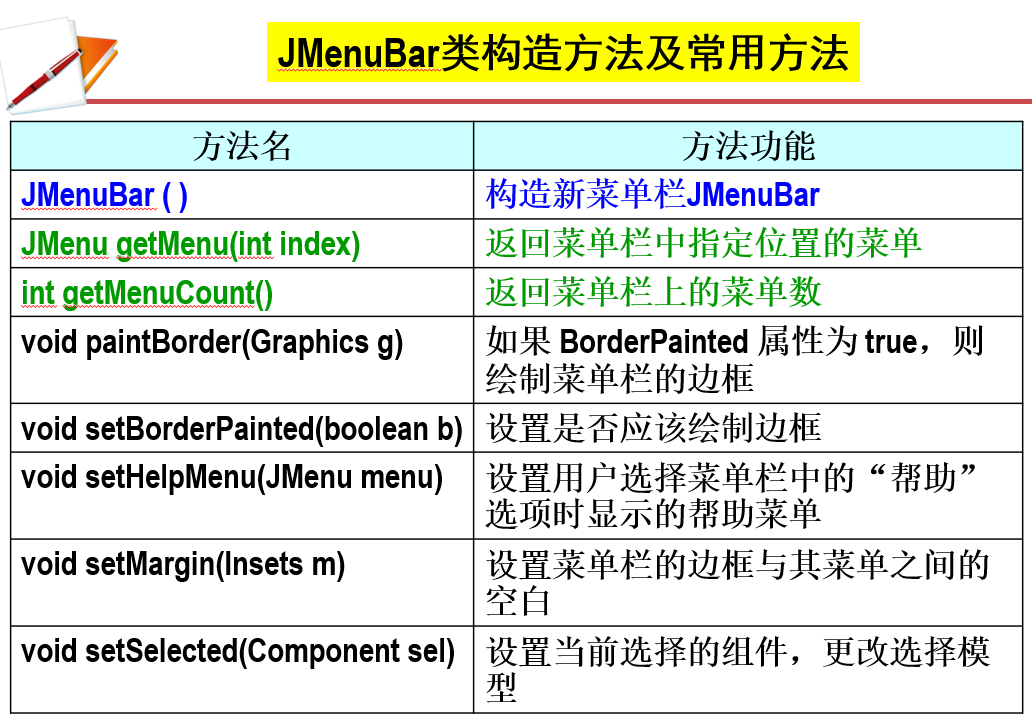 JMenuBar类构造方法及常用方法
方法名
方法功能
JMenuBar ( )
构造新菜单栏JMenuBar
JMenu getMenu(int index)
返回菜单栏中指定位置的菜单
int getMenuCount()
返回菜单栏上的菜单数
void paintBorder(Graphics g)
如果 BorderPainted 属性为 true，则
绘制菜单栏的边框
void setBorderPainted(boolean b)
设置是否应该绘制边框
void setHelpMenu(JMenu menu)
设置用户选择菜单栏中的“帮助”
选项时显示的帮助菜单
void setMargin(Insets m)
设置菜单栏的边框与其菜单之间的
空白
void setSelected(Component sel)
设置当前选择的组件，更改选择模
型